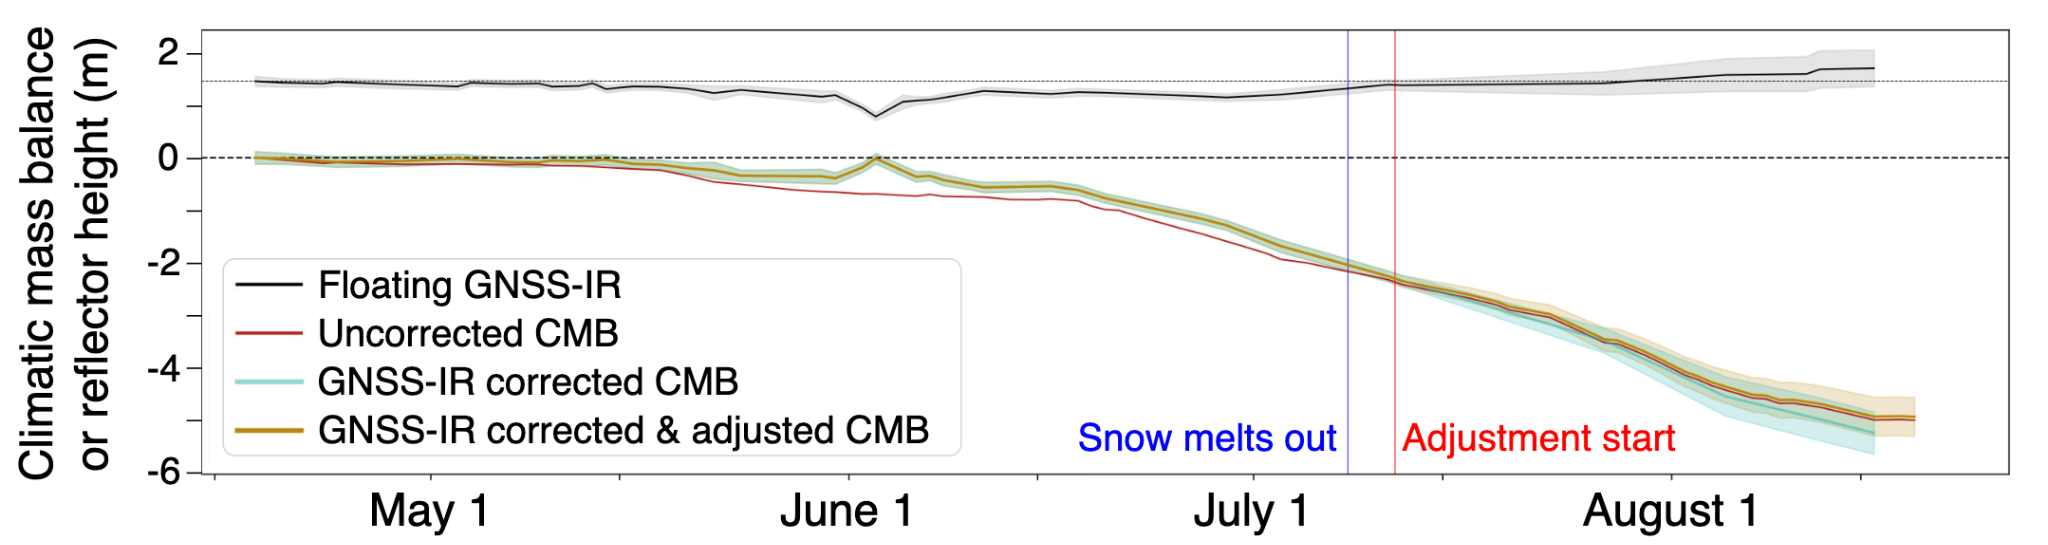 Climatic mass balance
or reflector height (m)
2
0
-2
-4
-6
Floating GNSS-IR
Uncorrected CMB
GNSS-IR corrected CMB
GNSS-IR corrected & adjusted CMB
Snow melts out
Adjustment start
May 1
June 1
July 1
August 1